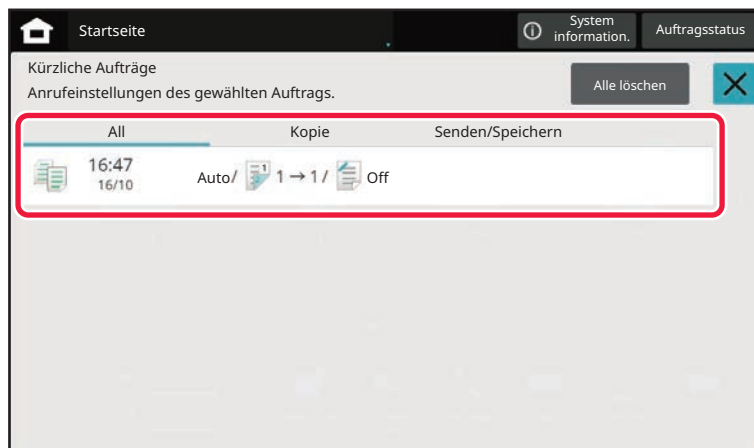 Startseite
System
information.
Auftragsstatus
Kürzliche Aufträge
Anrufeinstellungen des gewählten Auftrags.
Alle löschen
All
Kopie
Senden/Speichern
16:47
16/10
Auto/ 1 1 → 1 / Off